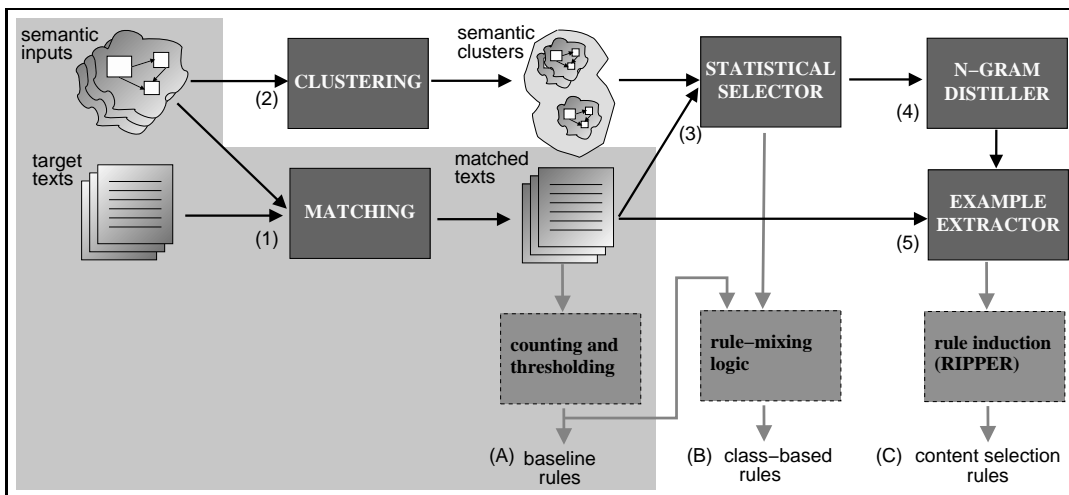 semantic
inputs
(2)
CLUSTERING
semantic
clusters
STATISTICAL
SELECTOR
(3)
N−GRAM
DISTILLER
(4)
target
texts
(1)
MATCHING
matched
texts
EXAMPLE
EXTRACTOR
(5)
counting and
thresholding
rule−mixing
logic
rule induction
(RIPPER)
(A)
baseline
rules
(B)
class−based
rules
(C)
content selection
rules